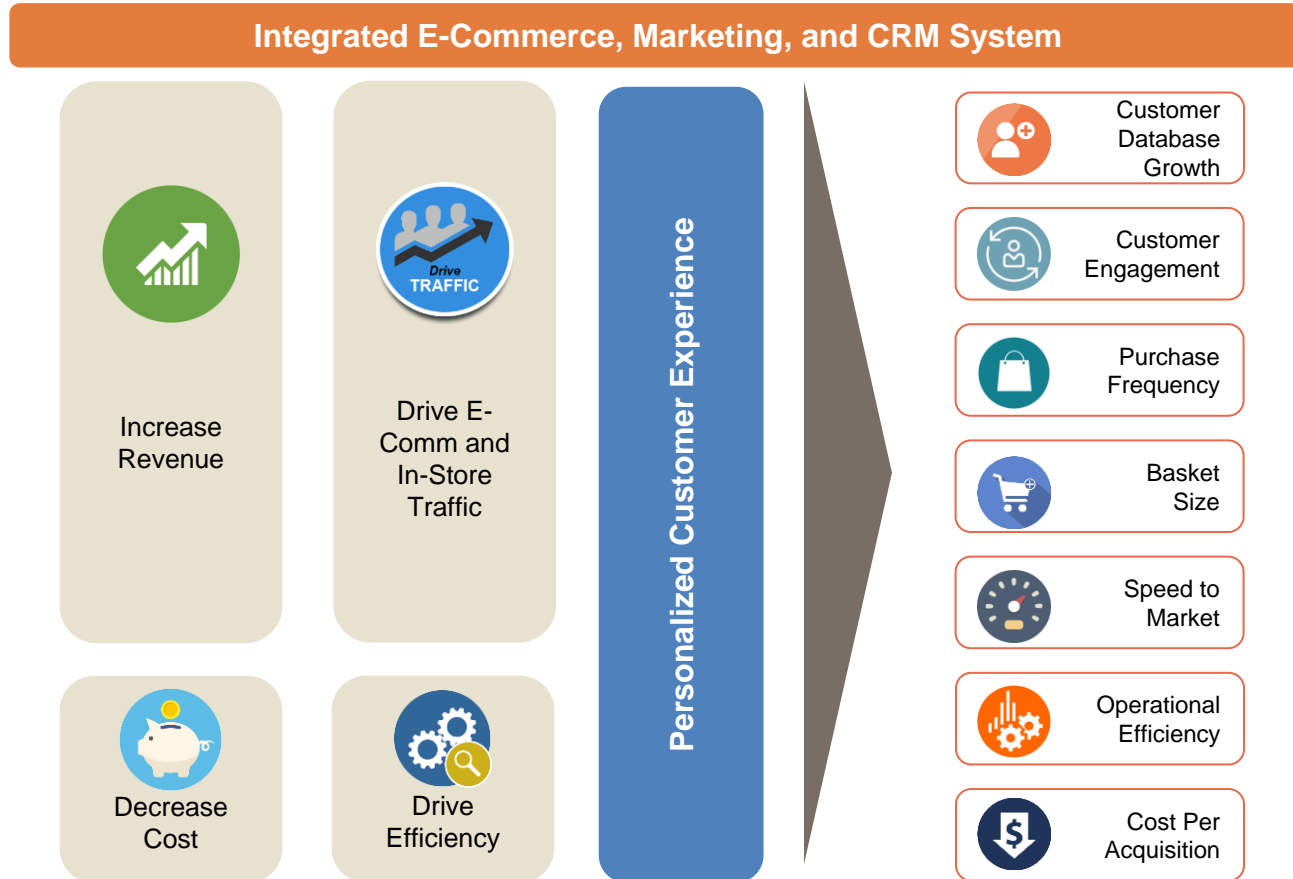 Integrated E-Commerce, Marketing, and CRM System
Increase
Revenue
Drive
TRAFFIC
Drive E-
Comm and
In-Store
Traffic
Decrease
Cost
Drive
Efficiency
Personalized Customer Experience
Customer
Database
Growth
Customer
Engagement
Purchase
Frequency
Basket
Size
Speed to
Market
Operational
Efficiency
$
Cost Per
Acquisition